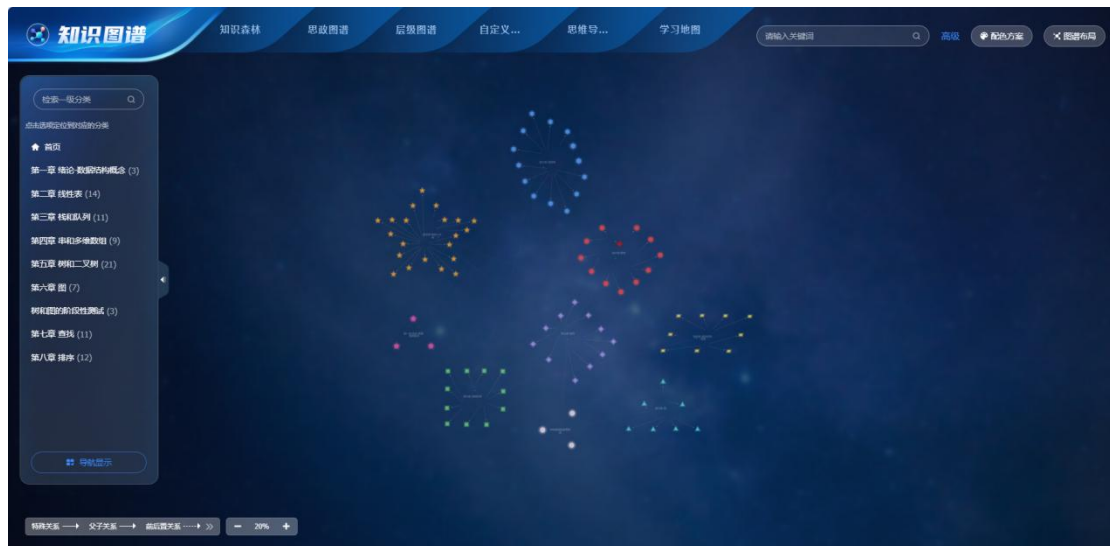 知识图谱
知识森林
思政图谱
层级图谱
自定义...
思维导...
学习地图
请输入关键词
高级
配色方案
图谱布局
检索一级分类
点击选项定位到对应的分类
首页
第一章 绪论-数据结构概念 (3)
第二章 线性表 (14)
第三章 栈和队列 (11)
第四章 串和多维数组 (9)
第五章 树和二叉树 (21)
第六章 图 (7)
树和图的阶段性测试 (3)
第七章 查找 (11)
第八章 排序 (12)
导航显示
特殊关系
父子关系
前后置关系
20%